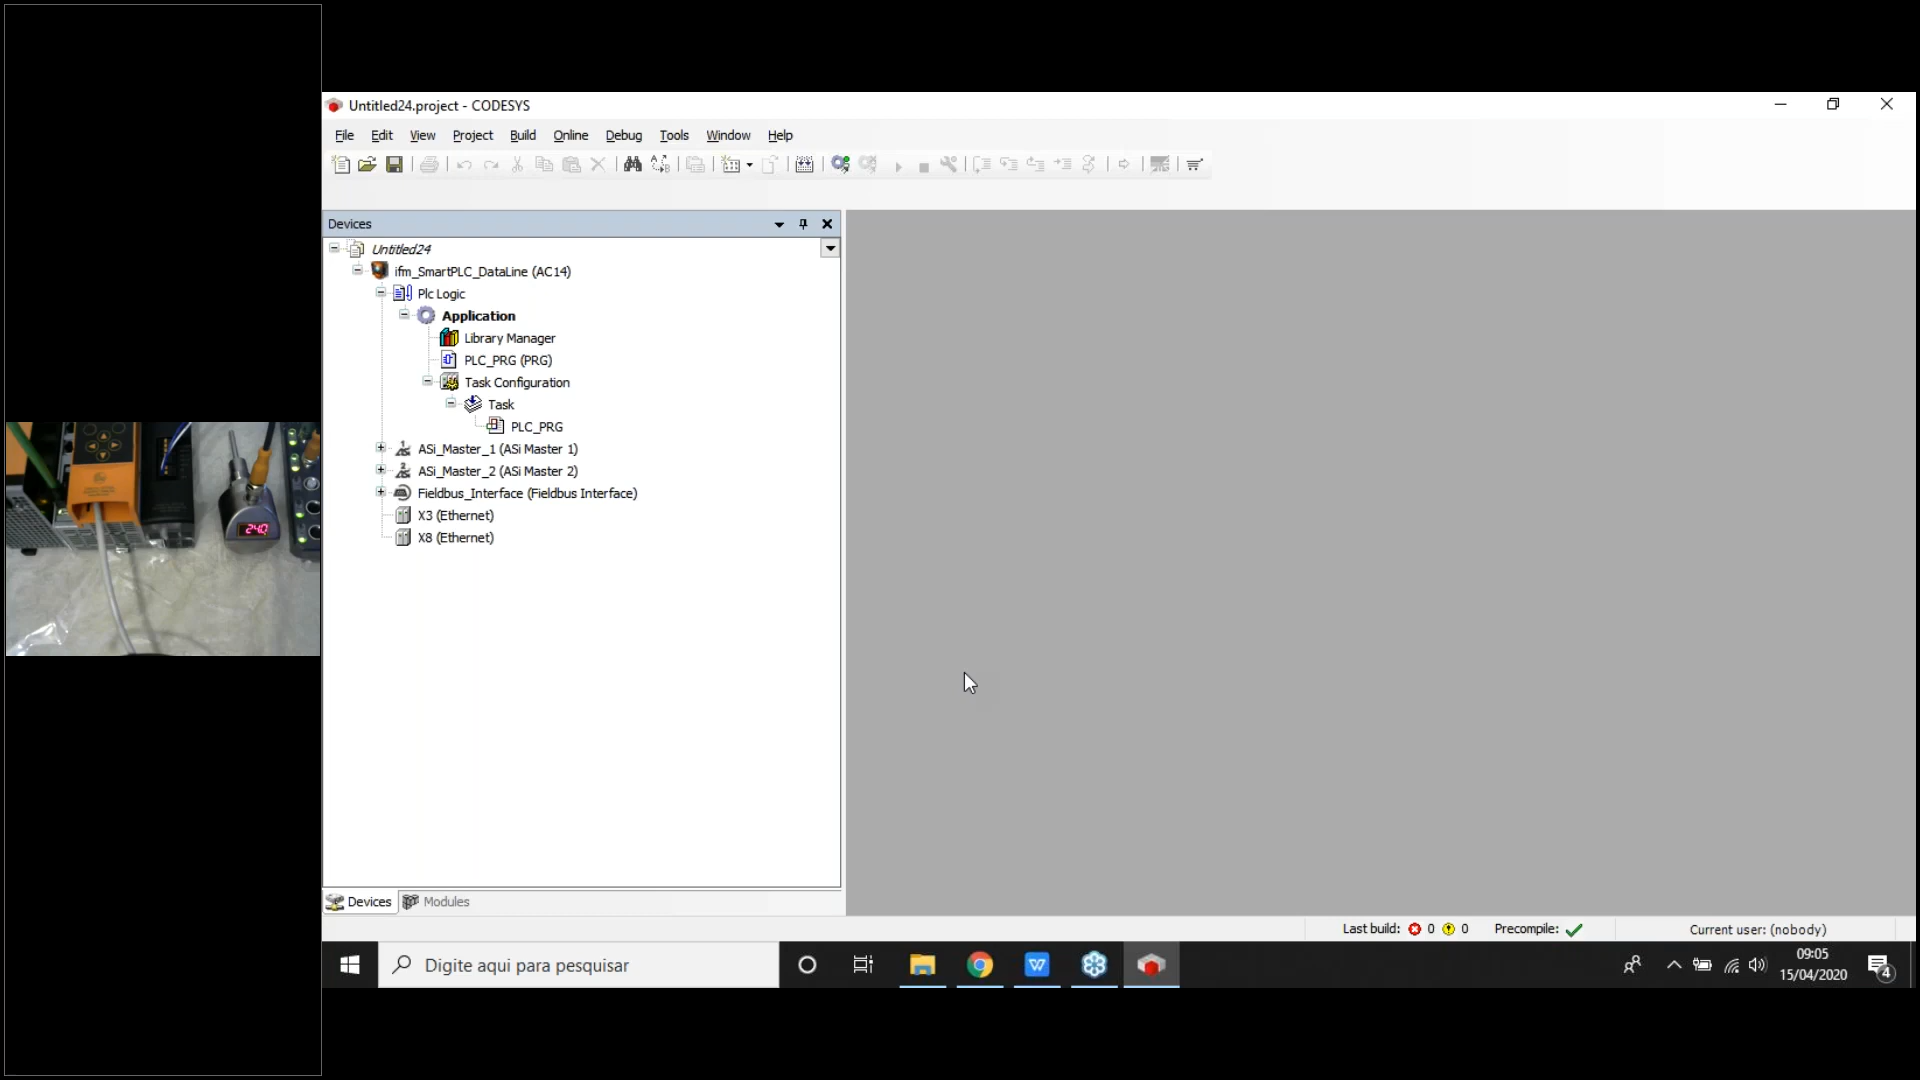 Untitled24.project - CODESYS
File Edit View Project Build Online Debug Tools Window Help
Devices
Untitled24
ifm_SmartPLC_DataLine (AC14)
Plc Logic
Application
Library Manager
PLC_PRG (PRG)
Task Configuration
Task
PLC_PRG
ASi_Master_1 (ASi Master 1)
ASi_Master_2 (ASi Master 2)
Fieldbus_Interface (Fieldbus Interface)
X3 (Ethernet)
X8 (Ethernet)
Devices Modules
Last build: 0 0 Precompile: Current user: (nobody)
Digite aqui para pesquisar
09:05
15/04/2020
4